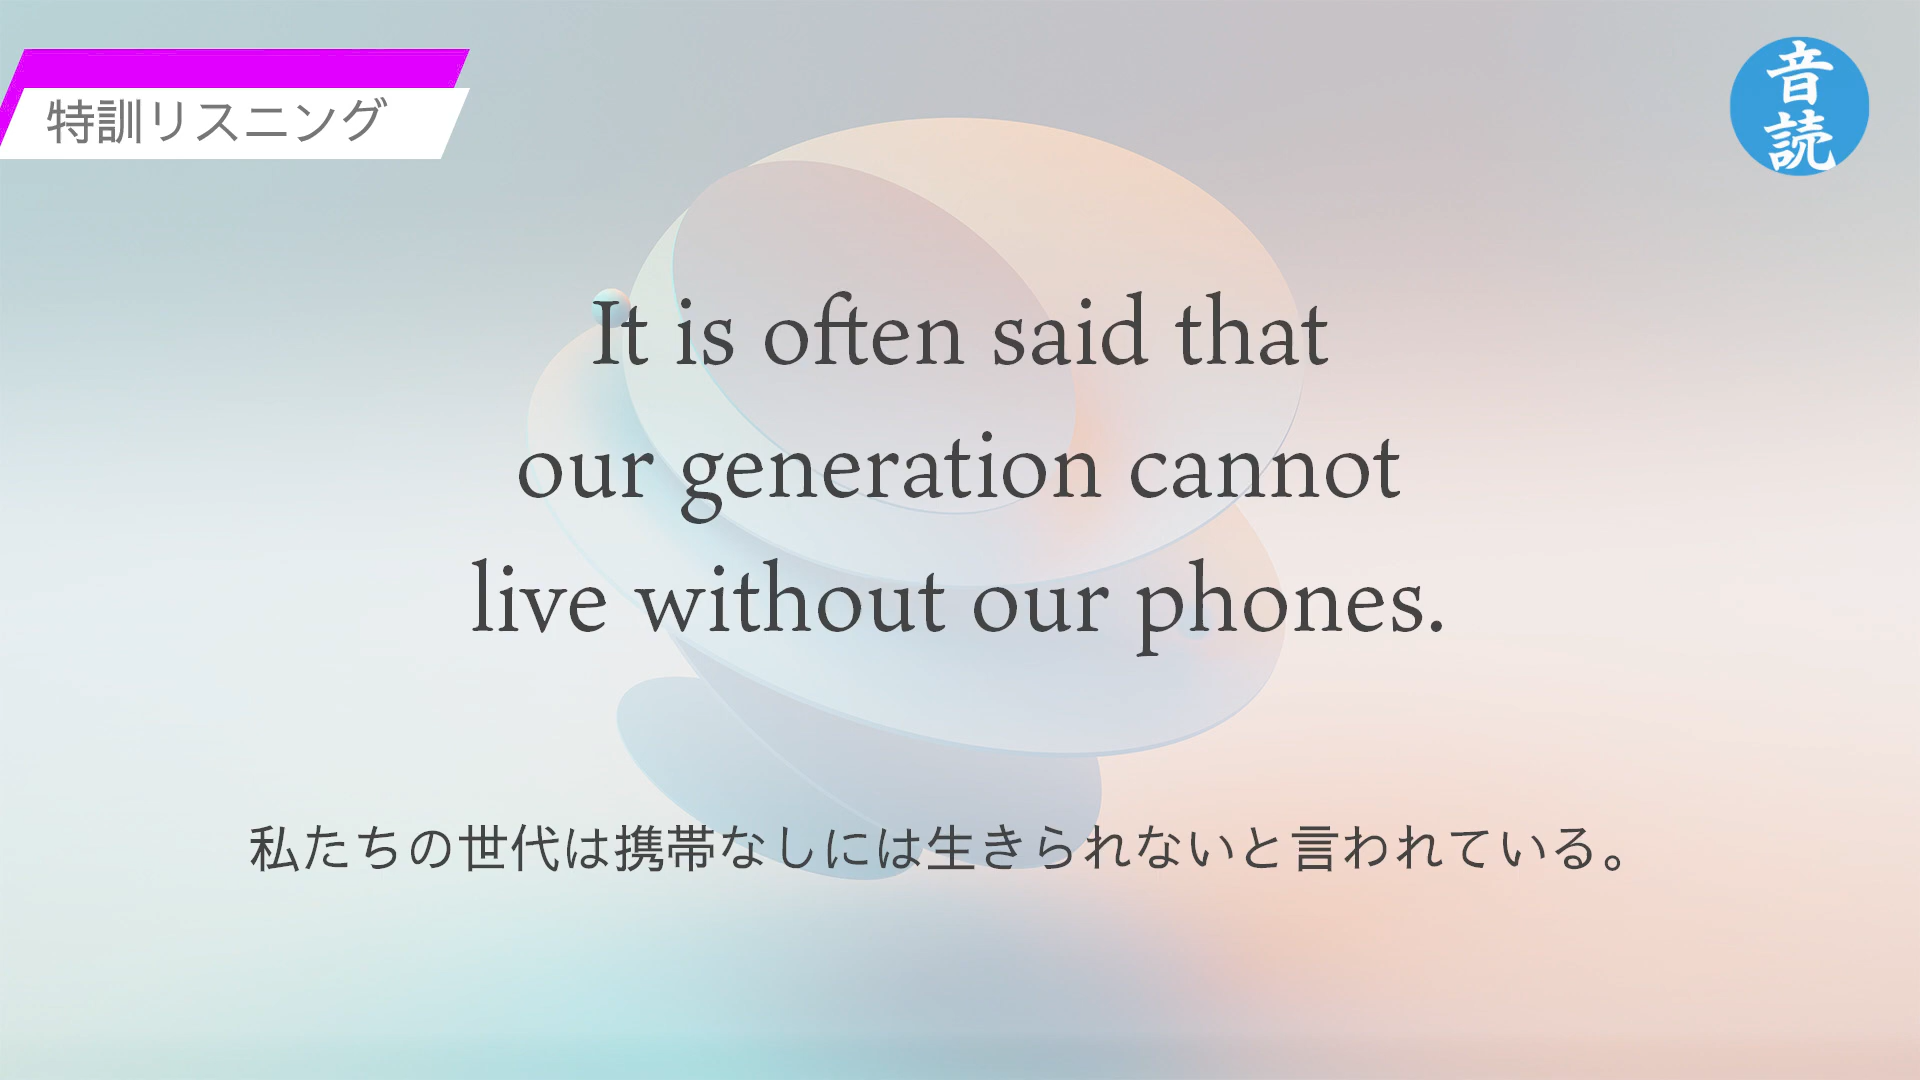 特訓リスニング
音読
It is often said that
our generation cannot
live without our phones.
私たちの世代は携帯なしには生きられないと言われている。